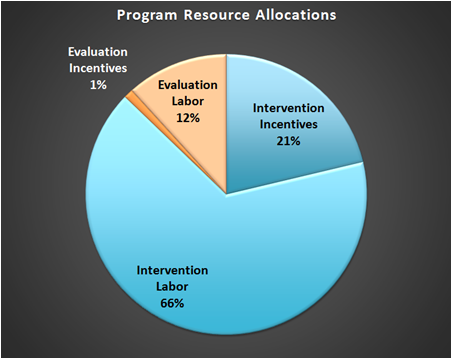 Program Resource Allocations
Evaluation
Incentives
1%
Evaluation
Labor
12%
Intervention
Incentives
21%
Intervention
Labor
66%